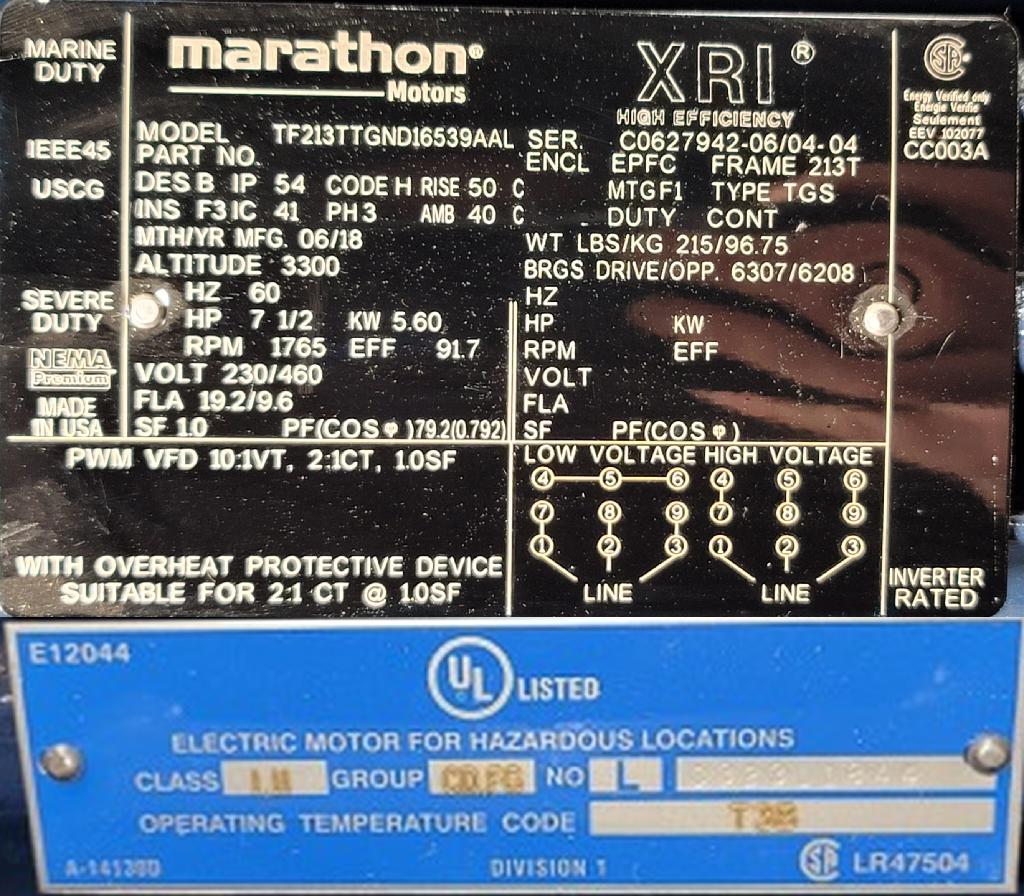 MARINE
DUTY
IEEE45
USCG
SEVERE
DUTY
NEMA
Premium
MADE
IN USA
marathon®
Motors
XRI®
HIGH EFFICIENCY
MODEL TF213TTGND16539AAL
PART NO.
DES B IP 54 CODE H RISE 50 C
INS F3 IC 41 PH 3 AMB 40 C
MTH/YR MFG. 06/18
ALTITUDE 3300
HZ 60
HP 7 1/2 KW 5.60
RPM 1765 EFF 91.7
VOLT 230/460
FLA 19.2/9.6
SF 1.0 PF(COS φ)79.2(0.792)
SER. C0627942-06/04-04
ENCL EPFC FRAME 213T
MTG F1 TYPE TGS
DUTY CONT
WT LBS/KG 215/96.75
BRGS DRIVE/OPP. 6307/6208
HZ
HP KW
RPM EFF
VOLT
FLA
SF PF(COS φ)
SA
Energy Verified only
Energie Verifie
Seulement
EEV 102077
CC003A
PWM VFD 10:1VT, 2:1CT, 1.0SF
WITH OVERHEAT PROTECTIVE DEVICE
SUITABLE FOR 2:1 CT @ 1.0SF
LOW VOLTAGE HIGH VOLTAGE
4 5 6 4 5 6
7 8 9 7 8 9
1 2 3 1 2 3
LINE LINE
INVERTER
RATED
E12044
UL LISTED
ELECTRIC MOTOR FOR HAZARDOUS LOCATIONS
CLASS GROUP NO L
OPERATING TEMPERATURE CODE
DIVISION 1
SA LR47504